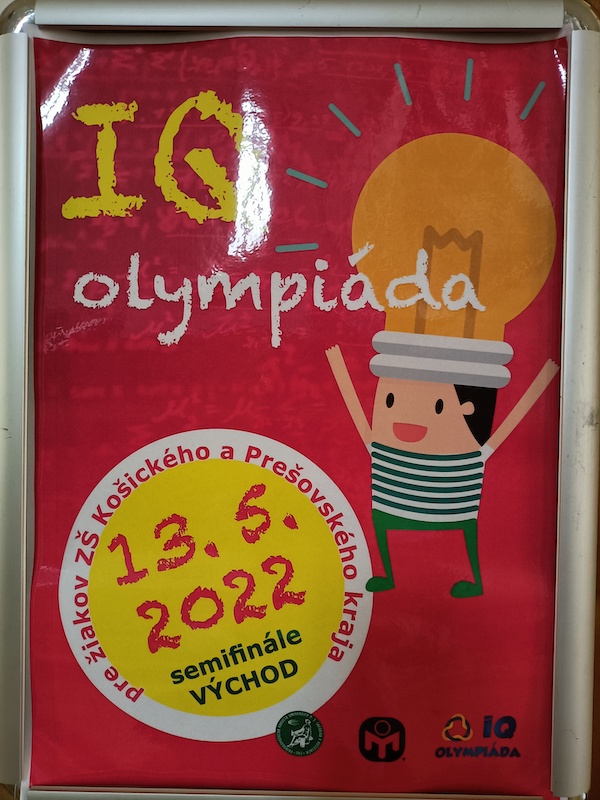 IQ
olympiáda
pre žiakov ZŠ Košického a Prešovského kraja
13. 5.
2022
semifinále
VÝCHOD
iQ
OLYMPIÁDA